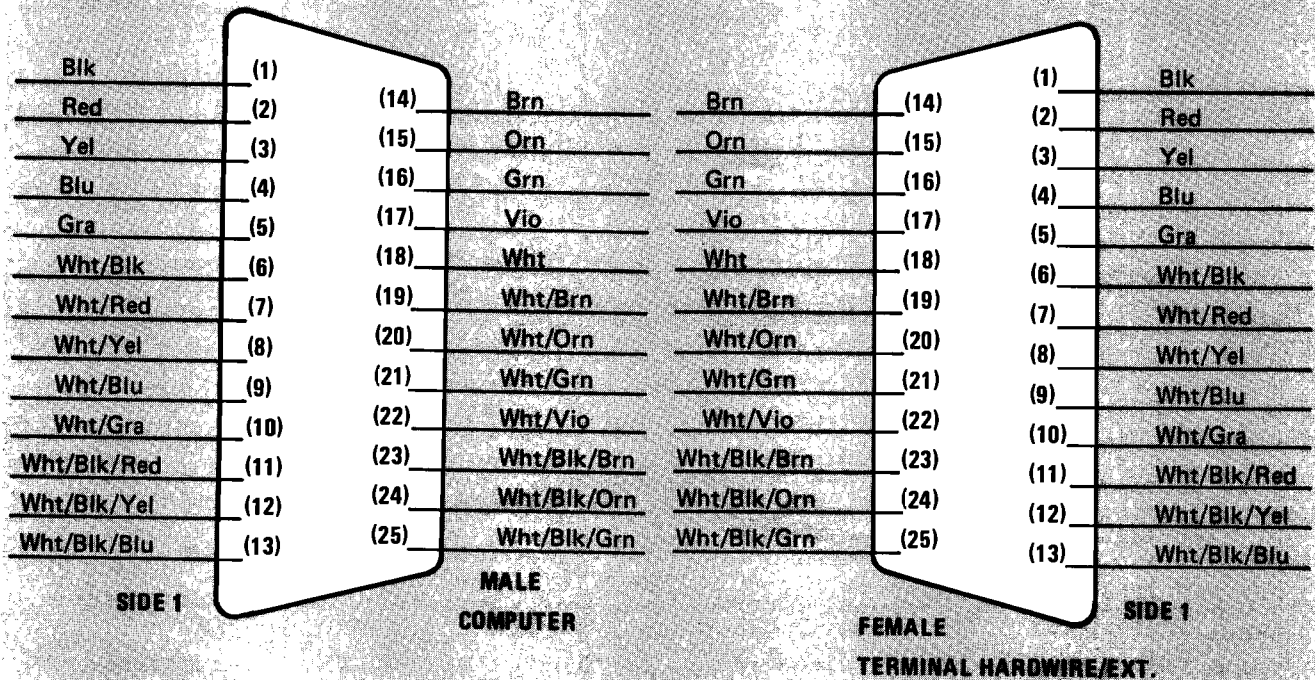 Blk (1)
Red (2)
Yel (3)
Blu (4)
Gra (5)
Wht/Blk (6)
Wht/Red (7)
Wht/Yel (8)
Wht/Blu (9)
Wht/Gra (10)
Wht/Blk/Red (11)
Wht/Blk/Yel (12)
Wht/Blk/Blu (13)
SIDE 1
(14) Brn
(15) Orn
(16) Grn
(17) Vio
(18) Wht
(19) Wht/Brn
(20) Wht/Orn
(21) Wht/Grn
(22) Wht/Vio
(23) Wht/Blk/Brn
(24) Wht/Blk/Orn
(25) Wht/Blk/Grn
MALE
COMPUTER
Brn (14)
Orn (15)
Grn (16)
Vio (17)
Wht (18)
Wht/Brn (19)
Wht/Orn (20)
Wht/Grn (21)
Wht/Vio (22)
Wht/Blk/Brn (23)
Wht/Blk/Orn (24)
Wht/Blk/Grn (25)
(1) Blk
(2) Red
(3) Yel
(4) Blu
(5) Gra
(6) Wht/Blk
(7) Wht/Red
(8) Wht/Yel
(9) Wht/Blu
(10) Wht/Gra
(11) Wht/Blk/Red
(12) Wht/Blk/Yel
(13) Wht/Blk/Blu
SIDE 1
FEMALE
TERMINAL HARDWIRE/EXT.